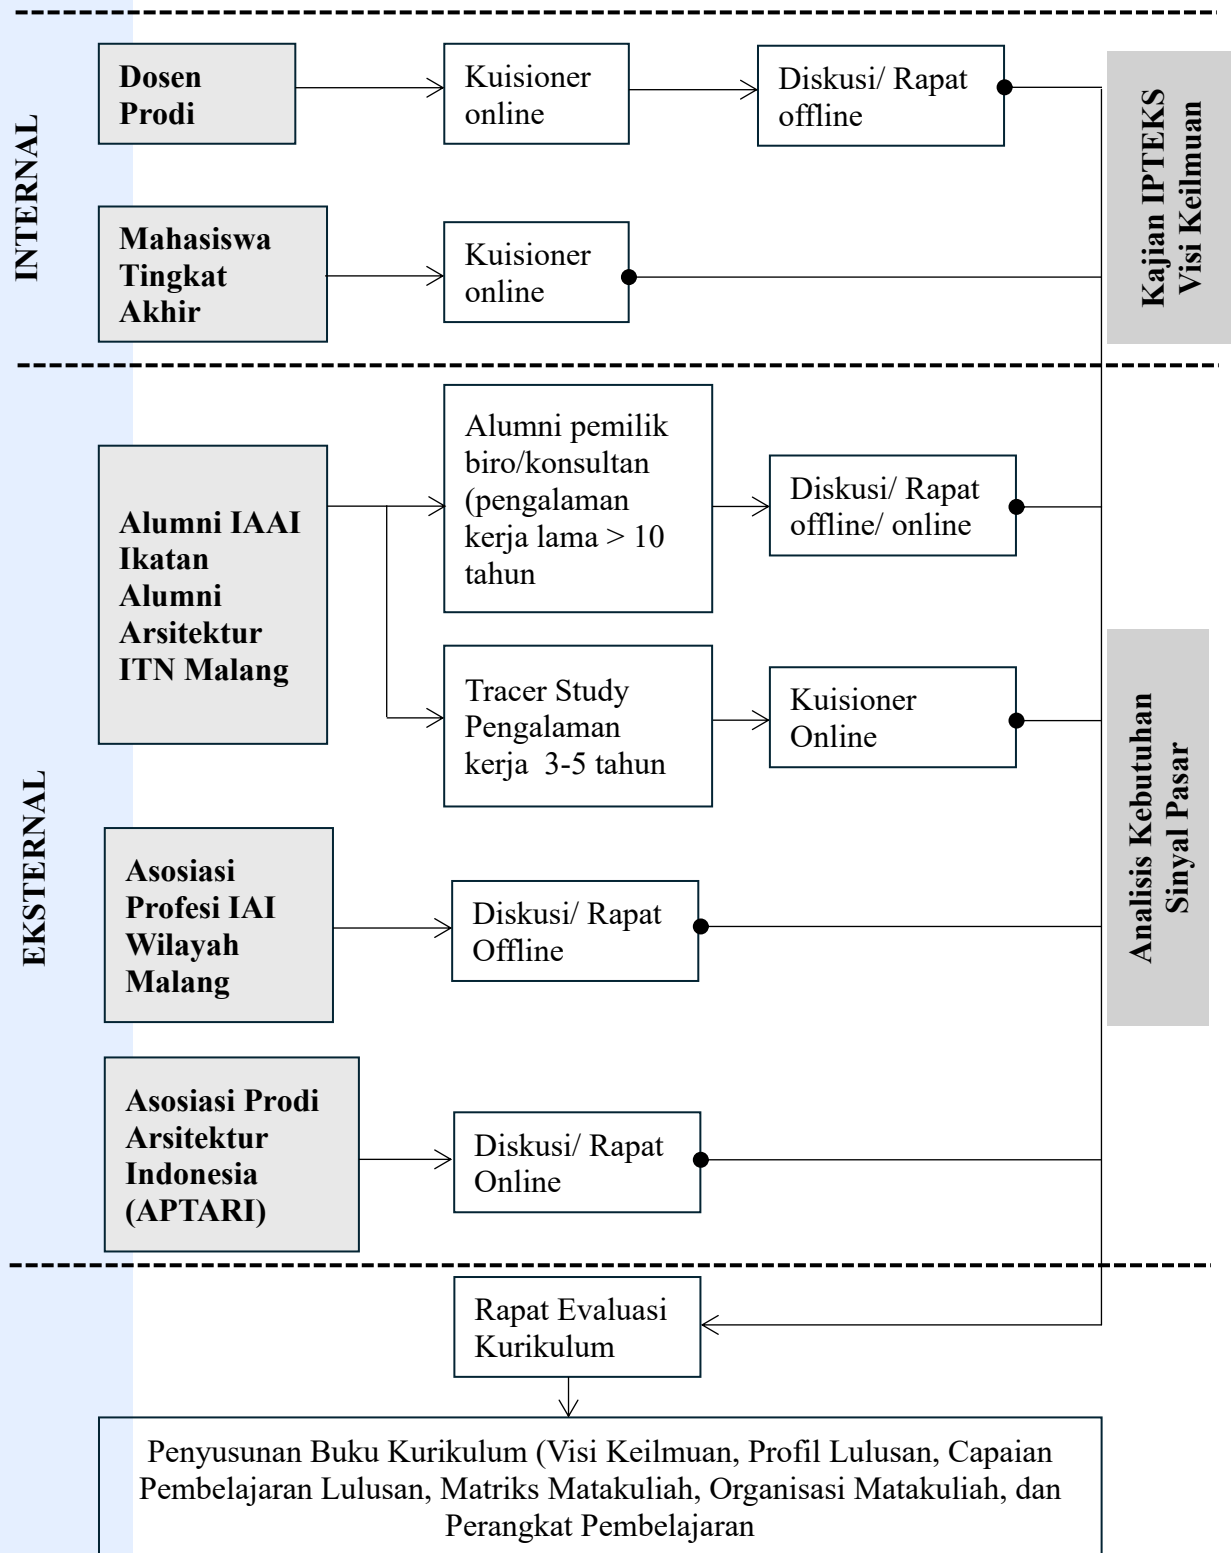 INTERNAL
Dosen
Prodi
Kuisioner
online
Diskusi/ Rapat
offline
Kajian IPTEKS
Visi Keilmuan
Mahasiswa
Tingkat
Akhir
Kuisioner
online
EKSTERNAL
Alumni IAAI
Ikatan
Alumni
Arsitektur
ITN Malang
Alumni pemilik
biro/konsultan
(pengalaman
kerja lama > 10
tahun
Diskusi/ Rapat
offline/ online
Tracer Study
Pengalaman
kerja  3-5 tahun
Kuisioner
Online
Analisis Kebutuhan
Sinyal Pasar
Asosiasi
Profesi IAI
Wilayah
Malang
Diskusi/ Rapat
Offline
Asosiasi Prodi
Arsitektur
Indonesia
(APTARI)
Diskusi/ Rapat
Online
Rapat Evaluasi
Kurikulum
Penyusunan Buku Kurikulum (Visi Keilmuan, Profil Lulusan, Capaian
Pembelajaran Lulusan, Matriks Matakuliah, Organisasi Matakuliah, dan
Perangkat Pembelajaran